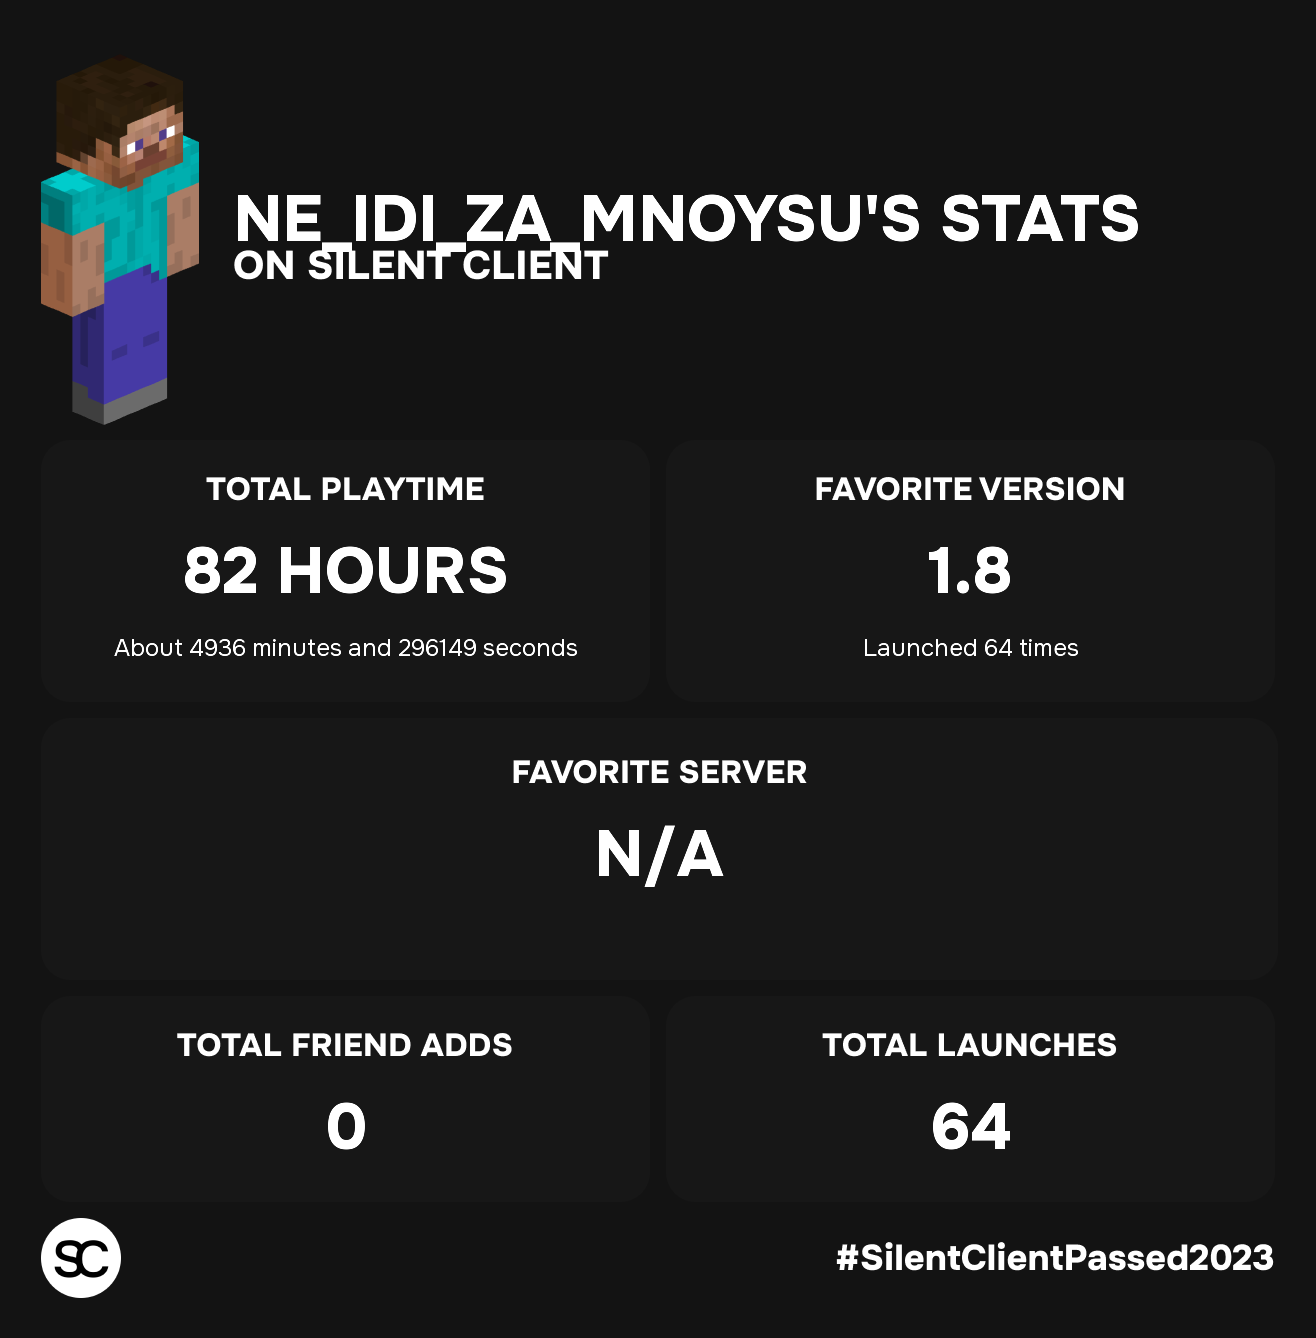 NE_IDI_ZA_MNOYSU'S STATS
ON SILENT CLIENT
TOTAL PLAYTIME
82 HOURS
About 4936 minutes and 296149 seconds
FAVORITE VERSION
1.8
Launched 64 times
FAVORITE SERVER
N/A
TOTAL FRIEND ADDS
0
TOTAL LAUNCHES
64
SC
#SilentClientPassed2023